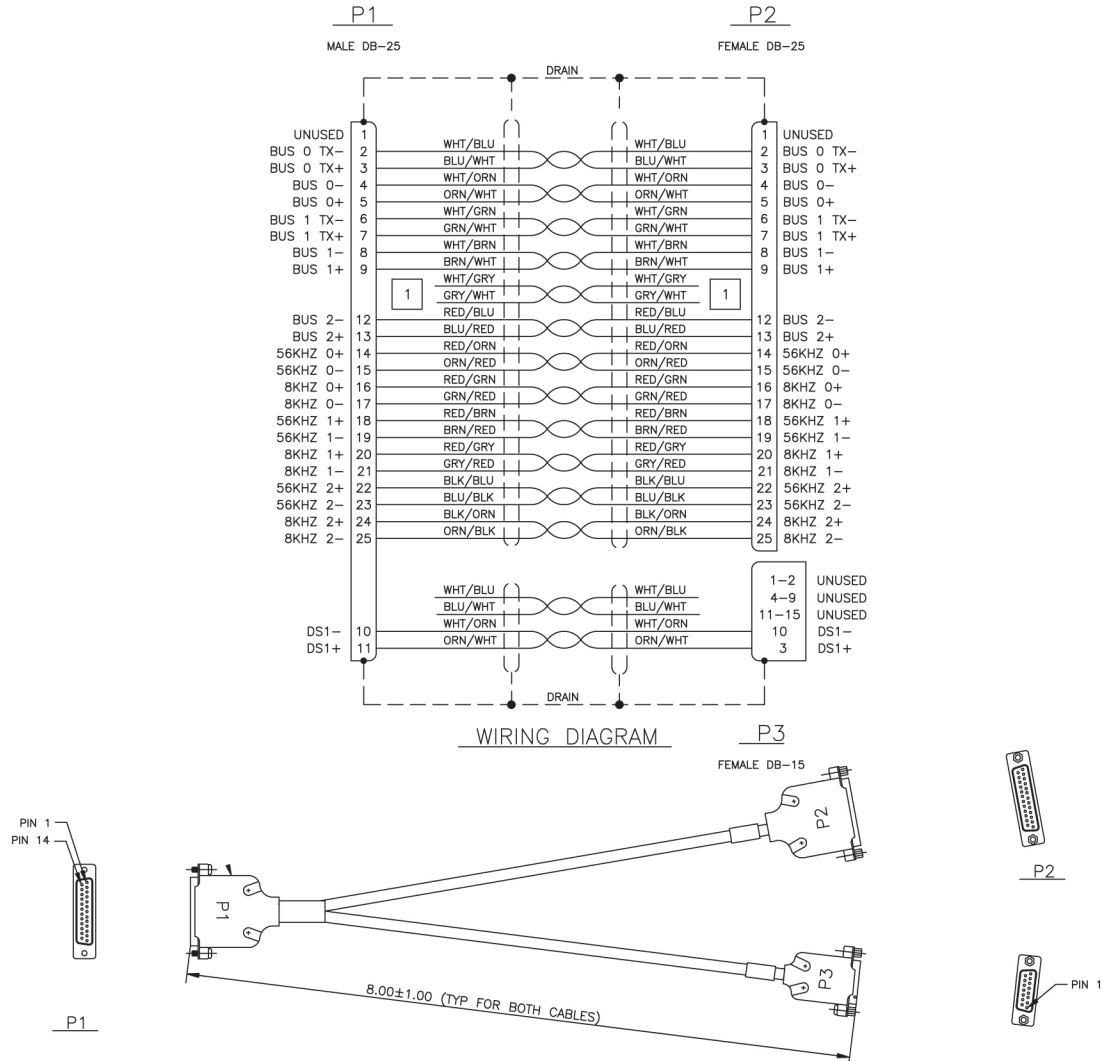 P1 P2
MALE DB-25 FEMALE DB-25
DRAIN
UNUSED 1 1 UNUSED
BUS 0 TX- 2 WHT/BLU WHT/BLU 2 BUS 0 TX-
BUS 0 TX+ 3 BLU/WHT BLU/WHT 3 BUS 0 TX+
BUS 0- 4 WHT/ORN WHT/ORN 4 BUS 0-
BUS 0+ 5 ORN/WHT ORN/WHT 5 BUS 0+
BUS 1 TX- 6 WHT/GRN WHT/GRN 6 BUS 1 TX-
BUS 1 TX+ 7 GRN/WHT GRN/WHT 7 BUS 1 TX+
BUS 1- 8 WHT/BRN WHT/BRN 8 BUS 1-
BUS 1+ 9 BRN/WHT BRN/WHT 9 BUS 1+
WHT/GRY WHT/GRY
1 GRY/WHT GRY/WHT 1
BUS 2- 12 RED/BLU RED/BLU 12 BUS 2-
BUS 2+ 13 BLU/RED BLU/RED 13 BUS 2+
56KHZ 0+ 14 RED/ORN RED/ORN 14 56KHZ 0+
56KHZ 0- 15 ORN/RED ORN/RED 15 56KHZ 0-
8KHZ 0+ 16 RED/GRN RED/GRN 16 8KHZ 0+
8KHZ 0- 17 GRN/RED GRN/RED 17 8KHZ 0-
56KHZ 1+ 18 RED/BRN RED/BRN 18 56KHZ 1+
56KHZ 1- 19 BRN/RED BRN/RED 19 56KHZ 1-
8KHZ 1+ 20 RED/GRY RED/GRY 20 8KHZ 1+
8KHZ 1- 21 GRY/RED GRY/RED 21 8KHZ 1-
56KHZ 2+ 22 BLK/BLU BLK/BLU 22 56KHZ 2+
56KHZ 2- 23 BLU/BLK BLU/BLK 23 56KHZ 2-
8KHZ 2+ 24 BLK/ORN BLK/ORN 24 8KHZ 2+
8KHZ 2- 25 ORN/BLK ORN/BLK 25 8KHZ 2-
1-2 UNUSED
WHT/BLU WHT/BLU 4-9 UNUSED
BLU/WHT BLU/WHT 11-15 UNUSED
DS1- 10 WHT/ORN WHT/ORN 10 DS1-
DS1+ 11 ORN/WHT ORN/WHT 3 DS1+
DRAIN
WIRING DIAGRAM P3
FEMALE DB-15
PIN 1
PIN 14
P2
P2
P1
P3
PIN 1
8.00±1.00 (TYP FOR BOTH CABLES)
P1